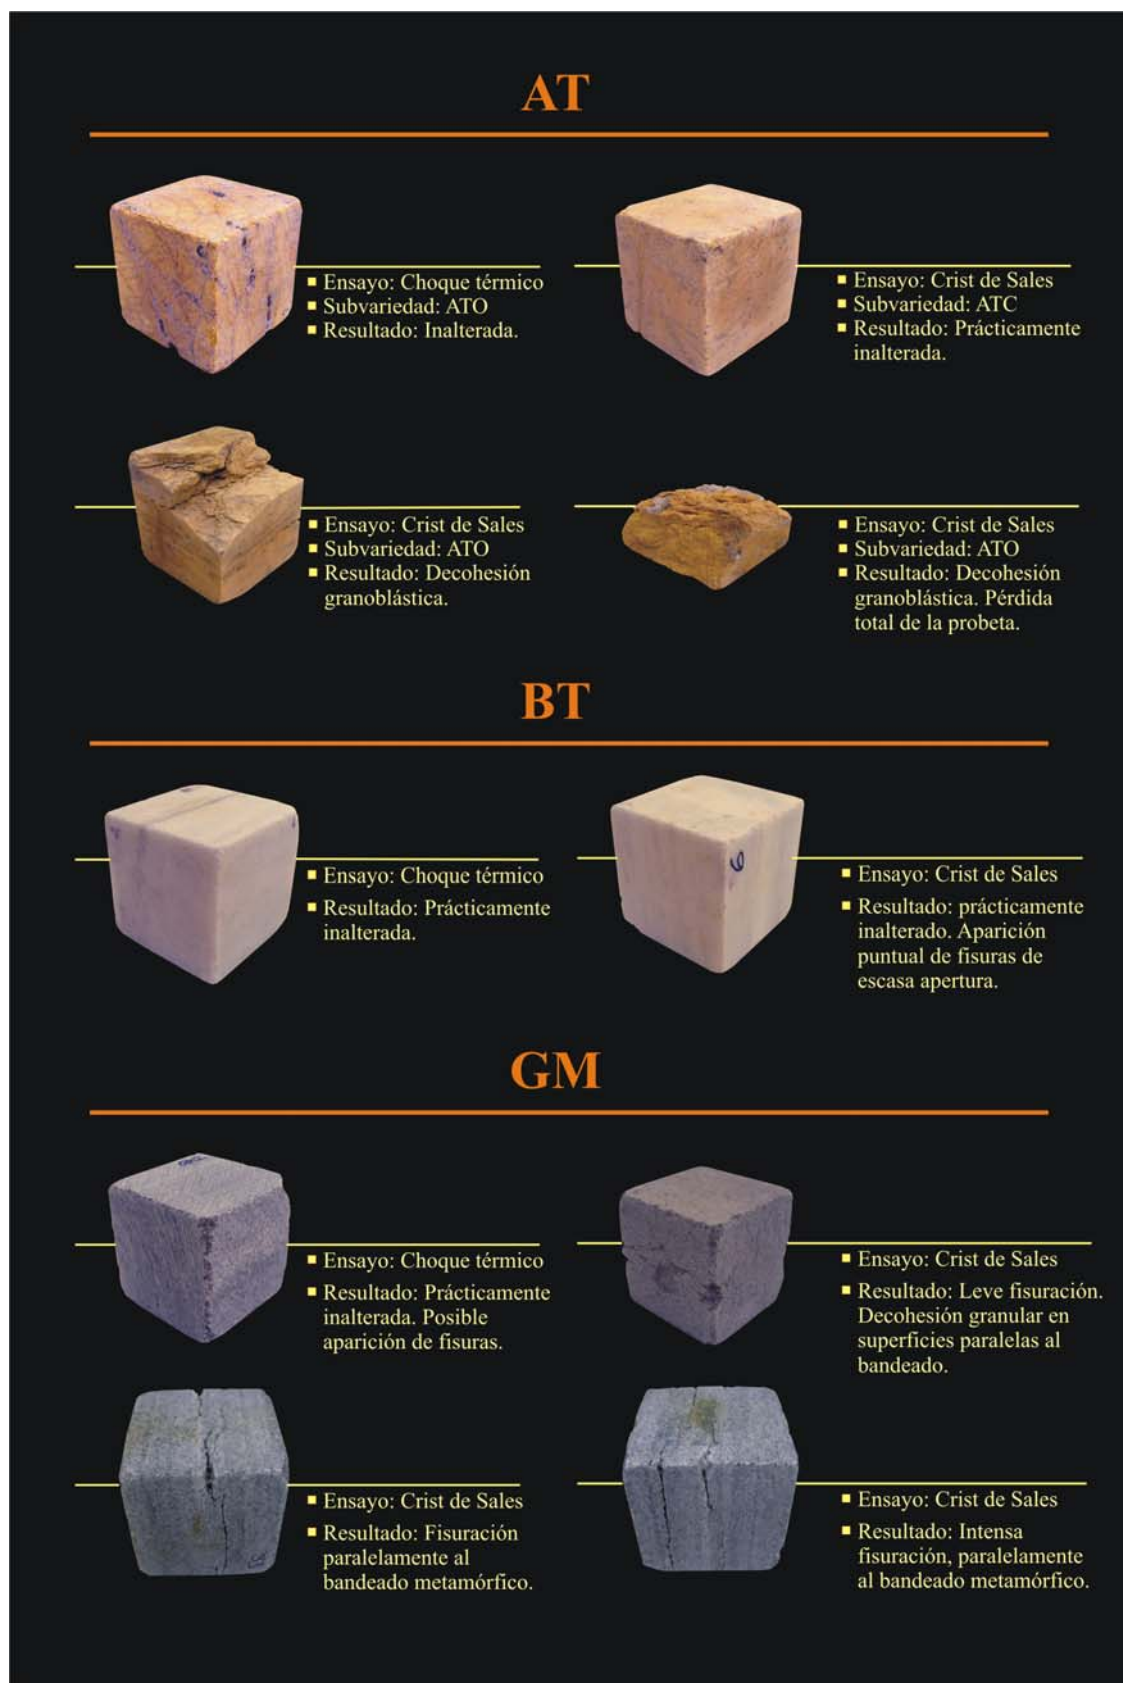 AT
■ Ensayo: Choque térmico
■ Subvariedad: ATO
■ Resultado: Inalterada.
■ Ensayo: Crist de Sales
■ Subvariedad: ATC
■ Resultado: Prácticamente
inalterada.
■ Ensayo: Crist de Sales
■ Subvariedad: ATO
■ Resultado: Decohesión
granoblástica.
■ Ensayo: Crist de Sales
■ Subvariedad: ATO
■ Resultado: Decohesión
granoblástica. Pérdida
total de la probeta.
BT
■ Ensayo: Choque térmico
■ Resultado: Prácticamente
inalterada.
6
■ Ensayo: Crist de Sales
■ Resultado: prácticamente
inalterado. Aparición
puntual de fisuras de
escasa apertura.
GM
■ Ensayo: Choque térmico
■ Resultado: Prácticamente
inalterada. Posible
aparición de fisuras.
■ Ensayo: Crist de Sales
■ Resultado: Leve fisuración.
Decohesión granular en
superfícies paralelas al
bandeado.
■ Ensayo: Crist de Sales
■ Resultado: Fisuración
paralelamente al
bandeado metamórfico.
■ Ensayo: Crist de Sales
■ Resultado: Intensa
fisuración, paralelamente
al bandeado metamórfico.